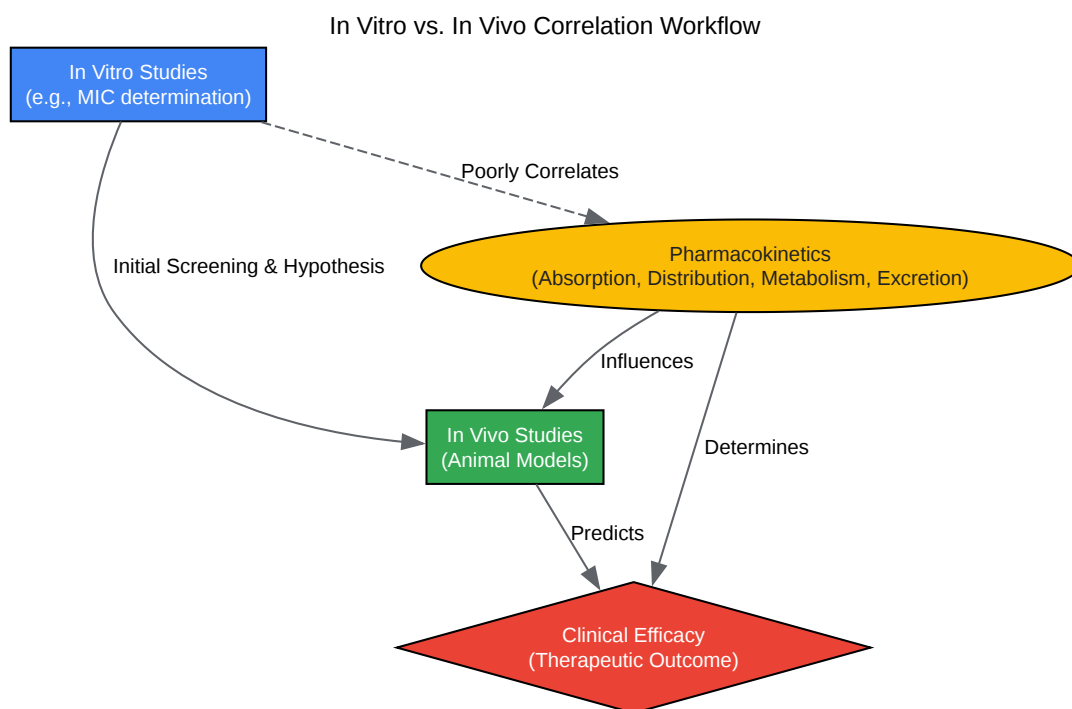 In Vitro vs. In Vivo Correlation Workflow
In Vitro Studies
(e.g., MIC determination)
Poorly Correlates
Pharmacokinetics
(Absorption, Distribution, Metabolism, Excretion)
Initial Screening & Hypothesis
Influences
In Vivo Studies
(Animal Models)
Determines
Predicts
Clinical Efficacy
(Therapeutic Outcome)